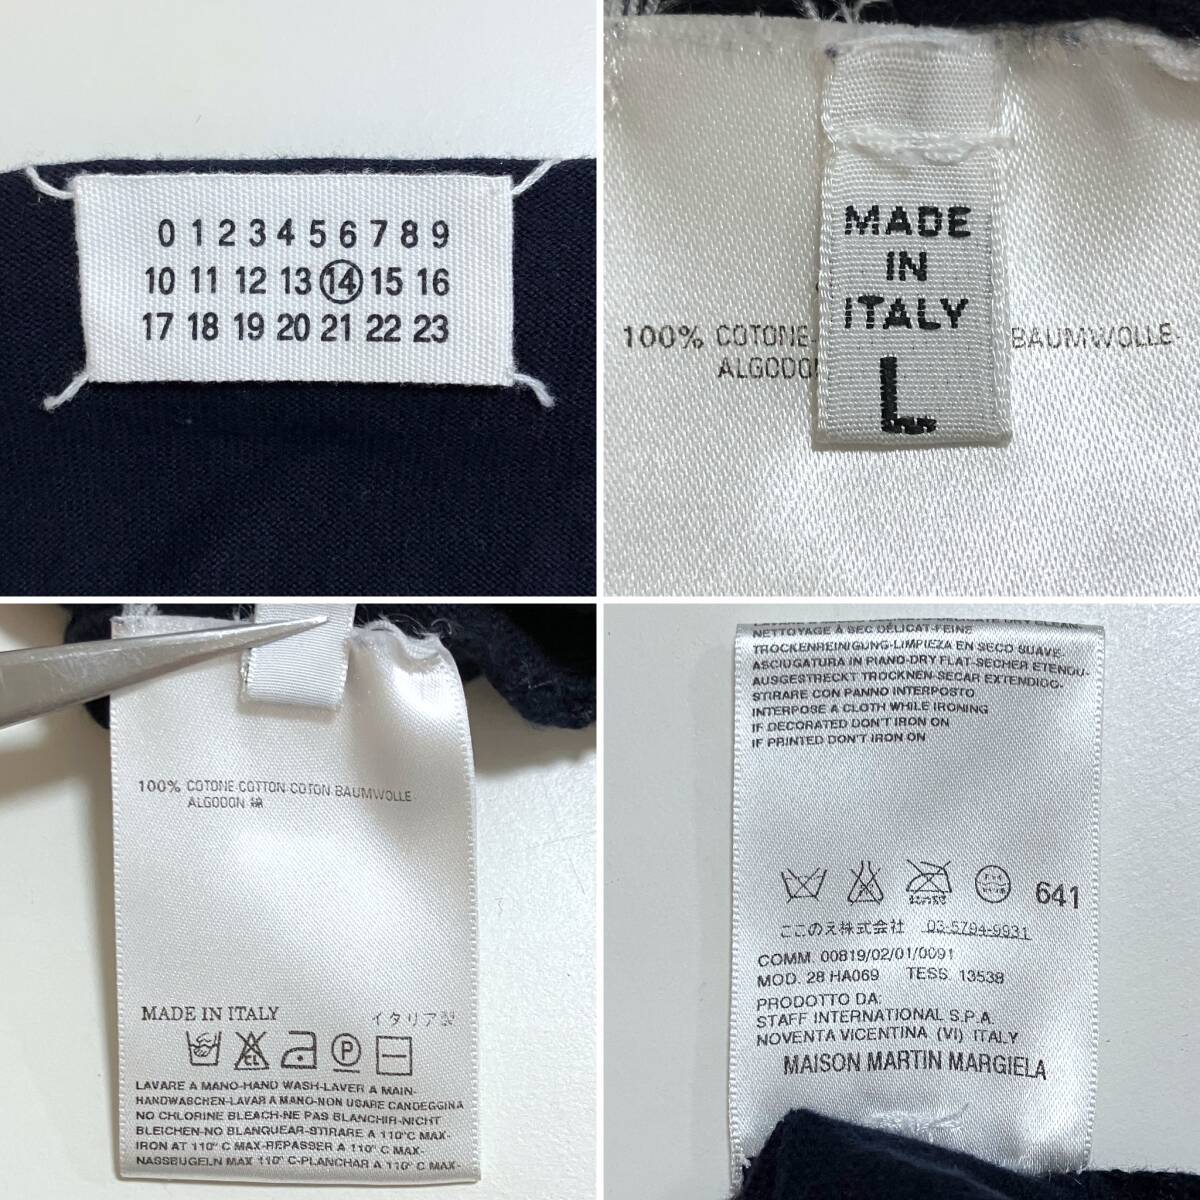 0 1 2 3 4 5 6 7 8 9
10 11 12 13 14 15 16
17 18 19 20 21 22 23
MADE
IN
ITALY
L
100% COTONE
BAUMWOLLE-
ALGODO
100% COTONE-COTTON-COTON-BAUMWOLLE-
ALGODON 綿
MADE IN ITALY イタリア製
CL P
LAVARE A MANO-HAND WASH-LAVER A MAIN-
HANDWASCHEN-LAVAR A MANO-NON USARE CANDEGGINA
NO CHLORINE BLEACH-NE PAS BLANCHIR-NICHT
BLEICHEN-NO BLANQUEAR-STIRARE A 110°C MAX-
IRON AT 110° C MAX-REPASSER A 110° C MAX-
NASSBUGELN MAX 110° C-PLANCHAR A 110° C MAX-
NETTOYAGE À SEC DÉLICAT-FEINE
TROCKENREINIGUNG-LIMPIEZA EN SECO SUAVE-
ASCIUGATURA IN PIANO-DRY FLAT-SECHER ETENDU-
AUSGESTRECKT TROCKNEN-SECAR EXTENDIDO-
STIRARE CON PANNO INTERPOSTO
INTERPOSE A CLOTH WHILE IRONING
IF DECORATED DON'T IRON ON
IF PRINTED DON'T IRON ON
641
ここのえ株式会社 03-5794-9931
COMM. 00819/02/01/0091
MOD. 28 HA069 TESS. 13538
PRODOTTO DA:
STAFF INTERNATIONAL S.P.A.
NOVENTA VICENTINA (VI) ITALY
MAISON MARTIN MARGIELA